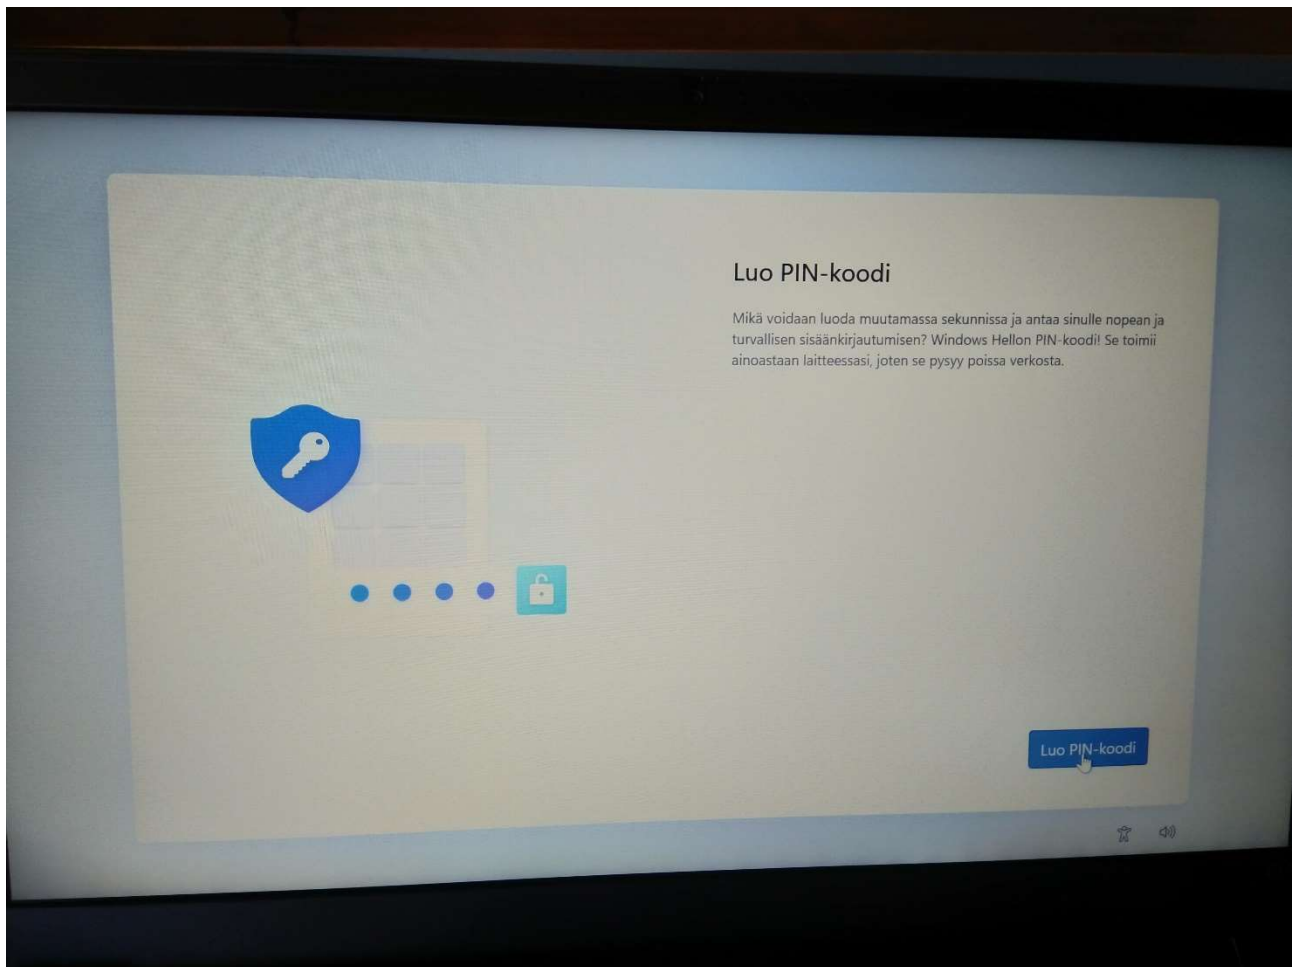 Luo PIN-koodi
Mikä voidaan luoda muutamassa sekunnissa ja antaa sinulle nopean ja
turvallisen sisäänkirjautumisen? Windows Hellon PIN-koodi! Se toimii
ainoastaan laitteessasi, joten se pysyy poissa verkosta.
Luo PIN-koodi